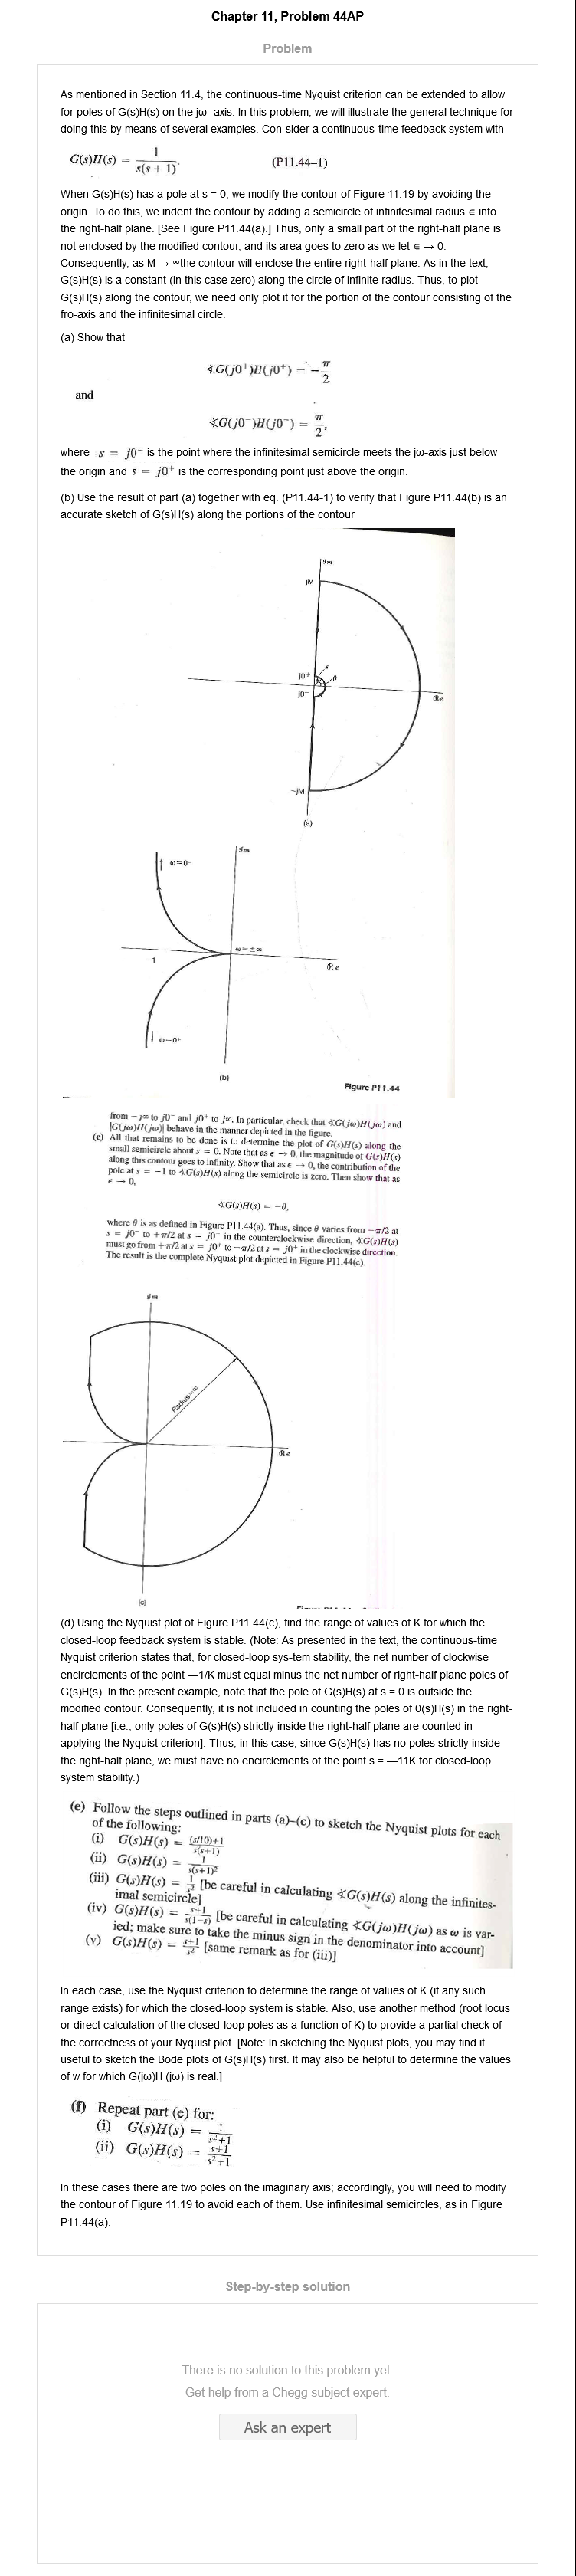 Chapter 11, Problem 44AP
Problem
As mentioned in Section 11.4, the continuous-time Nyquist criterion can be extended to allow
for poles of G(s)H(s) on the jω -axis. In this problem, we will illustrate the general technique for
doing this by means of several examples. Con-sider a continuous-time feedback system with
G(s)H(s) = 1/s(s + 1). (P11.44–1)
When G(s)H(s) has a pole at s = 0, we modify the contour of Figure 11.19 by avoiding the
origin. To do this, we indent the contour by adding a semicircle of infinitesimal radius ∊ into
the right-half plane. [See Figure P11.44(a).] Thus, only a small part of the right-half plane is
not enclosed by the modified contour, and its area goes to zero as we let ∊ → 0.
Consequently, as M → ∞the contour will enclose the entire right-half plane. As in the text,
G(s)H(s) is a constant (in this case zero) along the circle of infinite radius. Thus, to plot
G(s)H(s) along the contour, we need only plot it for the portion of the contour consisting of the
fro-axis and the infinitesimal circle.
(a) Show that
∢G(j0⁺)H(j0⁺) = −π/2
and
∢G(j0⁻)H(j0⁻) = π/2,
where s = j0⁻ is the point where the infinitesimal semicircle meets the jω-axis just below
the origin and s = j0⁺ is the corresponding point just above the origin.
(b) Use the result of part (a) together with eq. (P11.44-1) to verify that Figure P11.44(b) is an
accurate sketch of G(s)H(s) along the portions of the contour
ℐm
jM
j0+
ϵ
θ
j0−
ℛe
−jM
(a)
ℐm
ω=0−
ω=±∞
−1
ℛe
ω=0+
(b)
Figure P11.44
from −j∞ to j0⁻ and j0⁺ to j∞. In particular, check that ∢G(jω)H(jω) and
|G(jω)H(jω)| behave in the manner depicted in the figure.
(c) All that remains to be done is to determine the plot of G(s)H(s) along the
small semicircle about s = 0. Note that as ϵ → 0, the magnitude of G(s)H(s)
along this contour goes to infinity. Show that as ϵ → 0, the contribution of the
pole at s = −1 to ∢G(s)H(s) along the semicircle is zero. Then show that as
ϵ → 0,
∢G(s)H(s) = −θ,
where θ is as defined in Figure P11.44(a). Thus, since θ varies from −π/2 at
s = j0⁻ to +π/2 at s = j0⁻ in the counterclockwise direction, ∢G(s)H(s)
must go from +π/2 at s = j0⁺ to −π/2 at s = j0⁺ in the clockwise direction.
The result is the complete Nyquist plot depicted in Figure P11.44(c).
ℐm
Radius=∞
ℛe
(c)
(d) Using the Nyquist plot of Figure P11.44(c), find the range of values of K for which the
closed-loop feedback system is stable. (Note: As presented in the text, the continuous-time
Nyquist criterion states that, for closed-loop sys-tem stability, the net number of clockwise
encirclements of the point —1/K must equal minus the net number of right-half plane poles of
G(s)H(s). In the present example, note that the pole of G(s)H(s) at s = 0 is outside the
modified contour. Consequently, it is not included in counting the poles of 0(s)H(s) in the right-
half plane [i.e., only poles of G(s)H(s) strictly inside the right-half plane are counted in
applying the Nyquist criterion]. Thus, in this case, since G(s)H(s) has no poles strictly inside
the right-half plane, we must have no encirclements of the point s = —11K for closed-loop
system stability.)
(e) Follow the steps outlined in parts (a)–(c) to sketch the Nyquist plots for each
of the following:
(i) G(s)H(s) = (s/10)+1/s(s+1)
(ii) G(s)H(s) = 1/s(s+1)²
(iii) G(s)H(s) = 1/s² [be careful in calculating ∢G(s)H(s) along the infinites-
imal semicircle]
(iv) G(s)H(s) = s+1/s(1−s) [be careful in calculating ∢G(jω)H(jω) as ω is var-
ied; make sure to take the minus sign in the denominator into account]
(v) G(s)H(s) = s+1/s² [same remark as for (iii)]
In each case, use the Nyquist criterion to determine the range of values of K (if any such
range exists) for which the closed-loop system is stable. Also, use another method (root locus
or direct calculation of the closed-loop poles as a function of K) to provide a partial check of
the correctness of your Nyquist plot. [Note: In sketching the Nyquist plots, you may find it
useful to sketch the Bode plots of G(s)H(s) first. It may also be helpful to determine the values
of w for which G(jω)H (jω) is real.]
(f) Repeat part (e) for:
(i) G(s)H(s) = 1/s²+1
(ii) G(s)H(s) = s+1/s²+1
In these cases there are two poles on the imaginary axis; accordingly, you will need to modify
the contour of Figure 11.19 to avoid each of them. Use infinitesimal semicircles, as in Figure
P11.44(a).
Step-by-step solution
There is no solution to this problem yet.
Get help from a Chegg subject expert.
Ask an expert